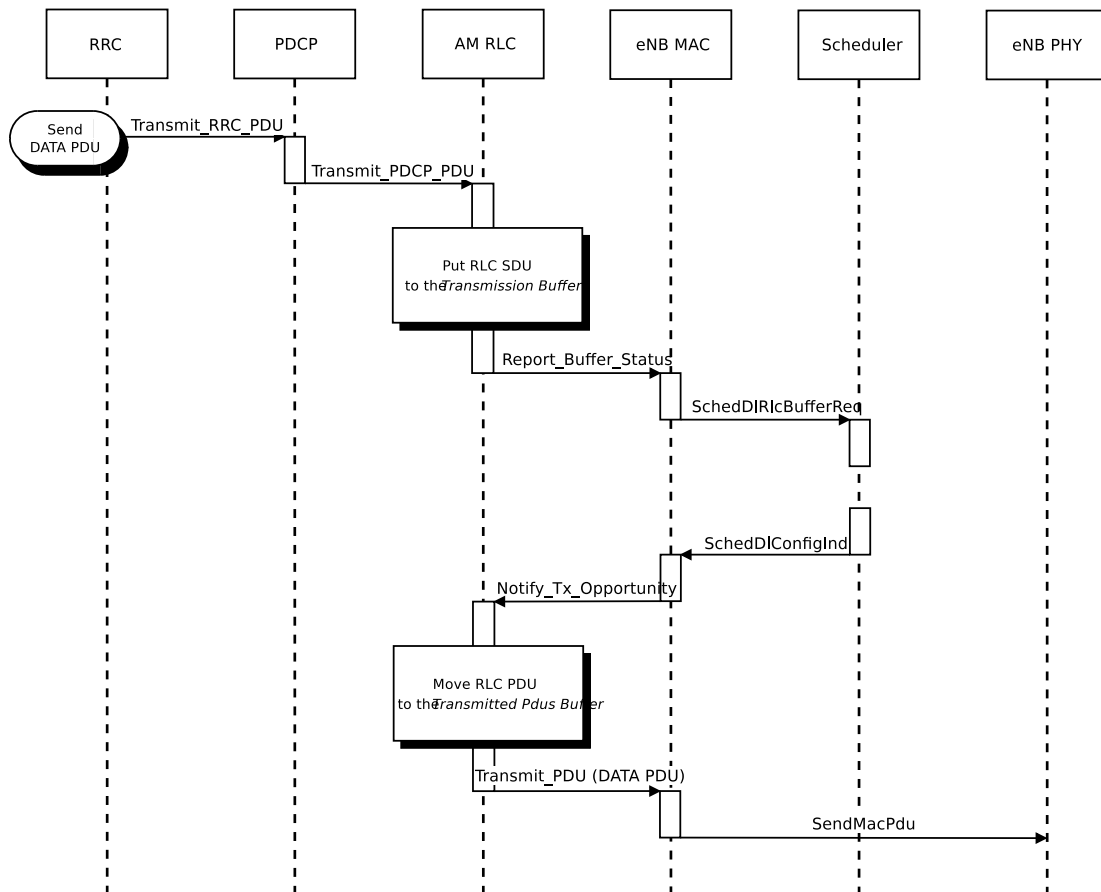 RRC
PDCP
AM RLC
eNB MAC
Scheduler
eNB PHY
Send
DATA PDU
Transmit_RRC_PDU
Transmit_PDCP_PDU
Put RLC SDU
to the Transmission Buffer
Report_Buffer_Status
SchedDlRlcBufferReq
SchedDlConfigInd
Notify_Tx_Opportunity
Move RLC PDU
to the Transmitted Pdus Buffer
Transmit_PDU (DATA PDU)
SendMacPdu